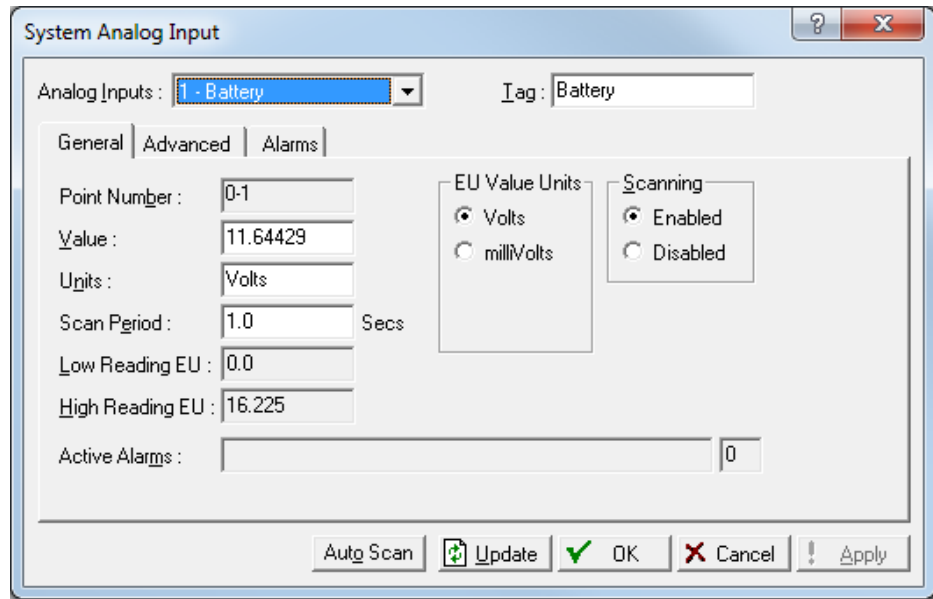 System Analog Input
?
X
Analog Inputs : 1 - Battery Tag : Battery
General Advanced Alarms
Point Number : 0-1
Value : 11.64429
Units : Volts
Scan Period : 1.0 Secs
Low Reading EU : 0.0
High Reading EU : 16.225
EU Value Units
Volts
milliVolts
Scanning
Enabled
Disabled
Active Alarms : 0
Auto Scan Update OK Cancel ! Apply